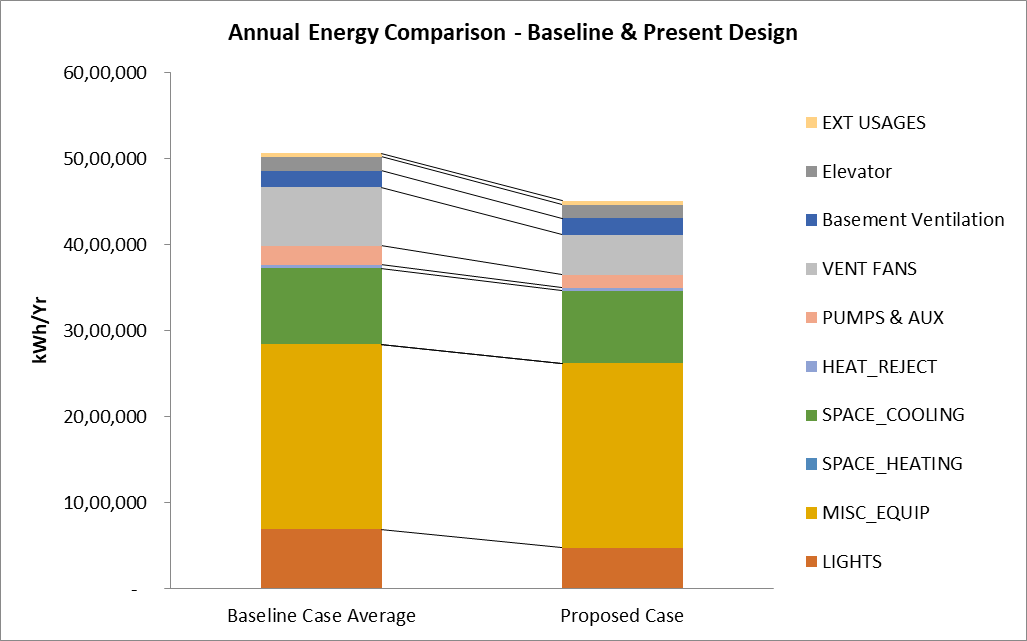 Annual Energy Comparison - Baseline & Present Design
kWh/Yr
60,00,000
50,00,000
40,00,000
30,00,000
20,00,000
10,00,000
-
Baseline Case Average
Proposed Case
EXT USAGES
Elevator
Basement Ventilation
VENT FANS
PUMPS & AUX
HEAT_REJECT
SPACE_COOLING
SPACE_HEATING
MISC_EQUIP
LIGHTS